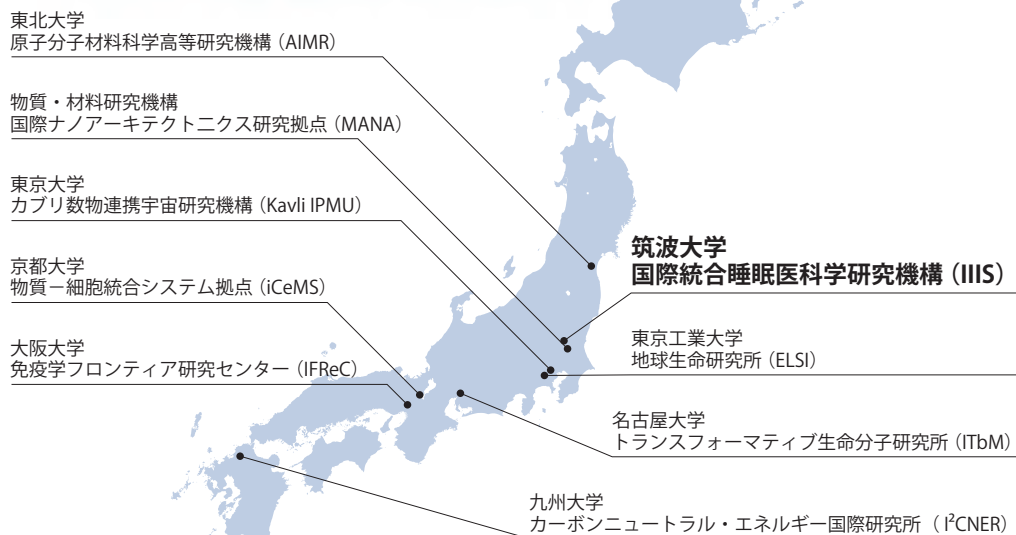 東北大学
原子分子材料科学高等研究機構（AIMR）
物質・材料研究機構
国際ナノアーキテクトニクス研究拠点（MANA）
東京大学
カブリ数物連携宇宙研究機構（Kavli IPMU）
京都大学
物質－細胞統合システム拠点（iCeMS）
大阪大学
免疫学フロンティア研究センター（IFReC）
筑波大学
国際統合睡眠医科学研究機構（IIIS）
東京工業大学
地球生命研究所（ELSI）
名古屋大学
トランスフォーマティブ生命分子研究所（ITbM）
九州大学
カーボンニュートラル・エネルギー国際研究所（I²CNER）